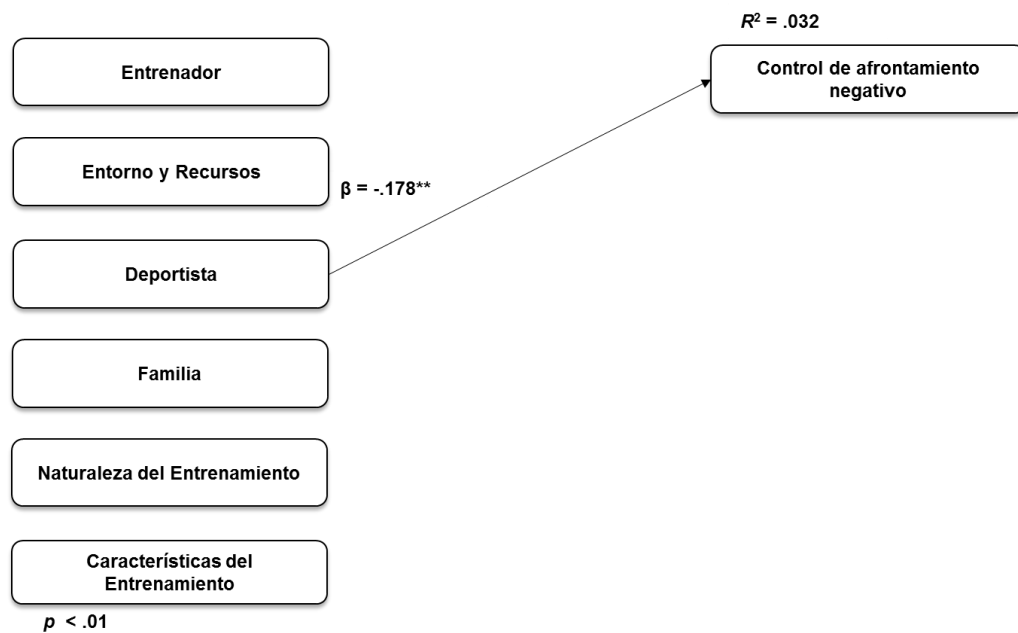 R² = .032
Entrenador
Control de afrontamiento
negativo
Entorno y Recursos
β = -.178**
Deportista
Familia
Naturaleza del Entrenamiento
Características del
Entrenamiento
p < .01